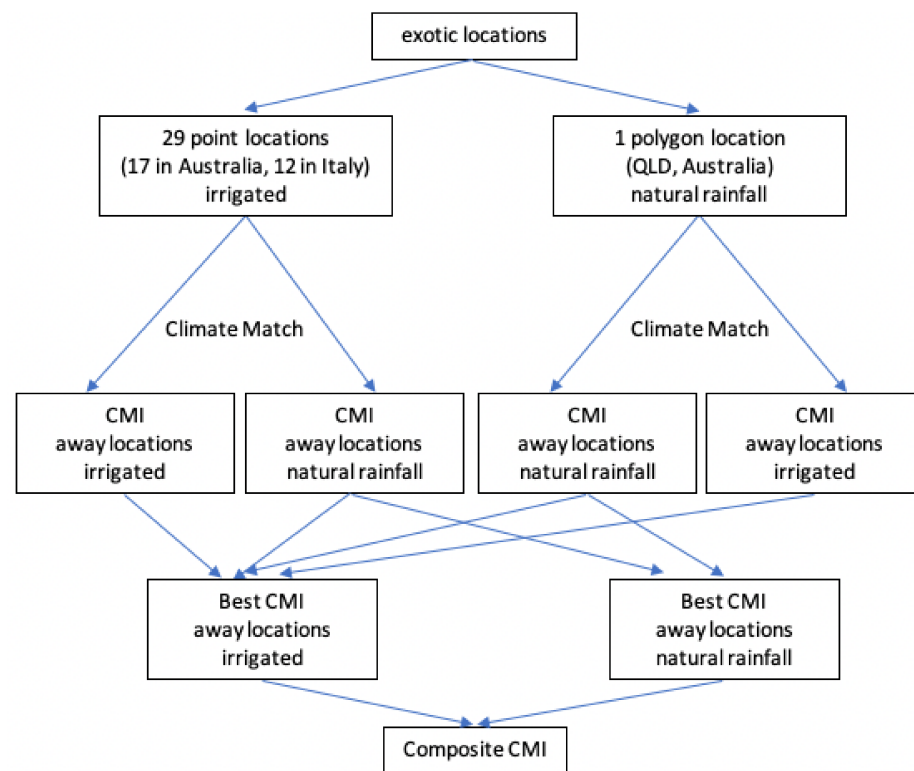 exotic locations
29 point locations
(17 in Australia, 12 in Italy)
irrigated
1 polygon location
(QLD, Australia)
natural rainfall
Climate Match
Climate Match
CMI
away locations
irrigated
CMI
away locations
natural rainfall
CMI
away locations
natural rainfall
CMI
away locations
irrigated
Best CMI
away locations
irrigated
Best CMI
away locations
natural rainfall
Composite CMI